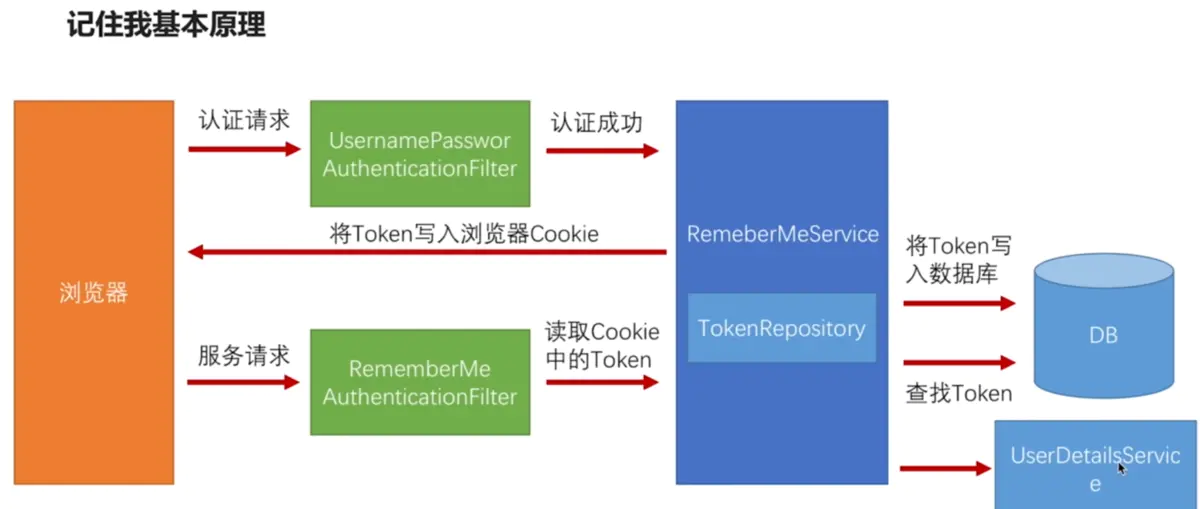 记住我基本原理
认证请求
认证成功
UsernamePasswor
AuthenticationFilter
将Token写入浏览器Cookie
RemeberMeService
将Token写
入数据库
浏览器
TokenRepository
DB
服务请求
读取Cookie
中的Token
RememberMe
AuthenticationFilter
查找Token
UserDetailsServic
e